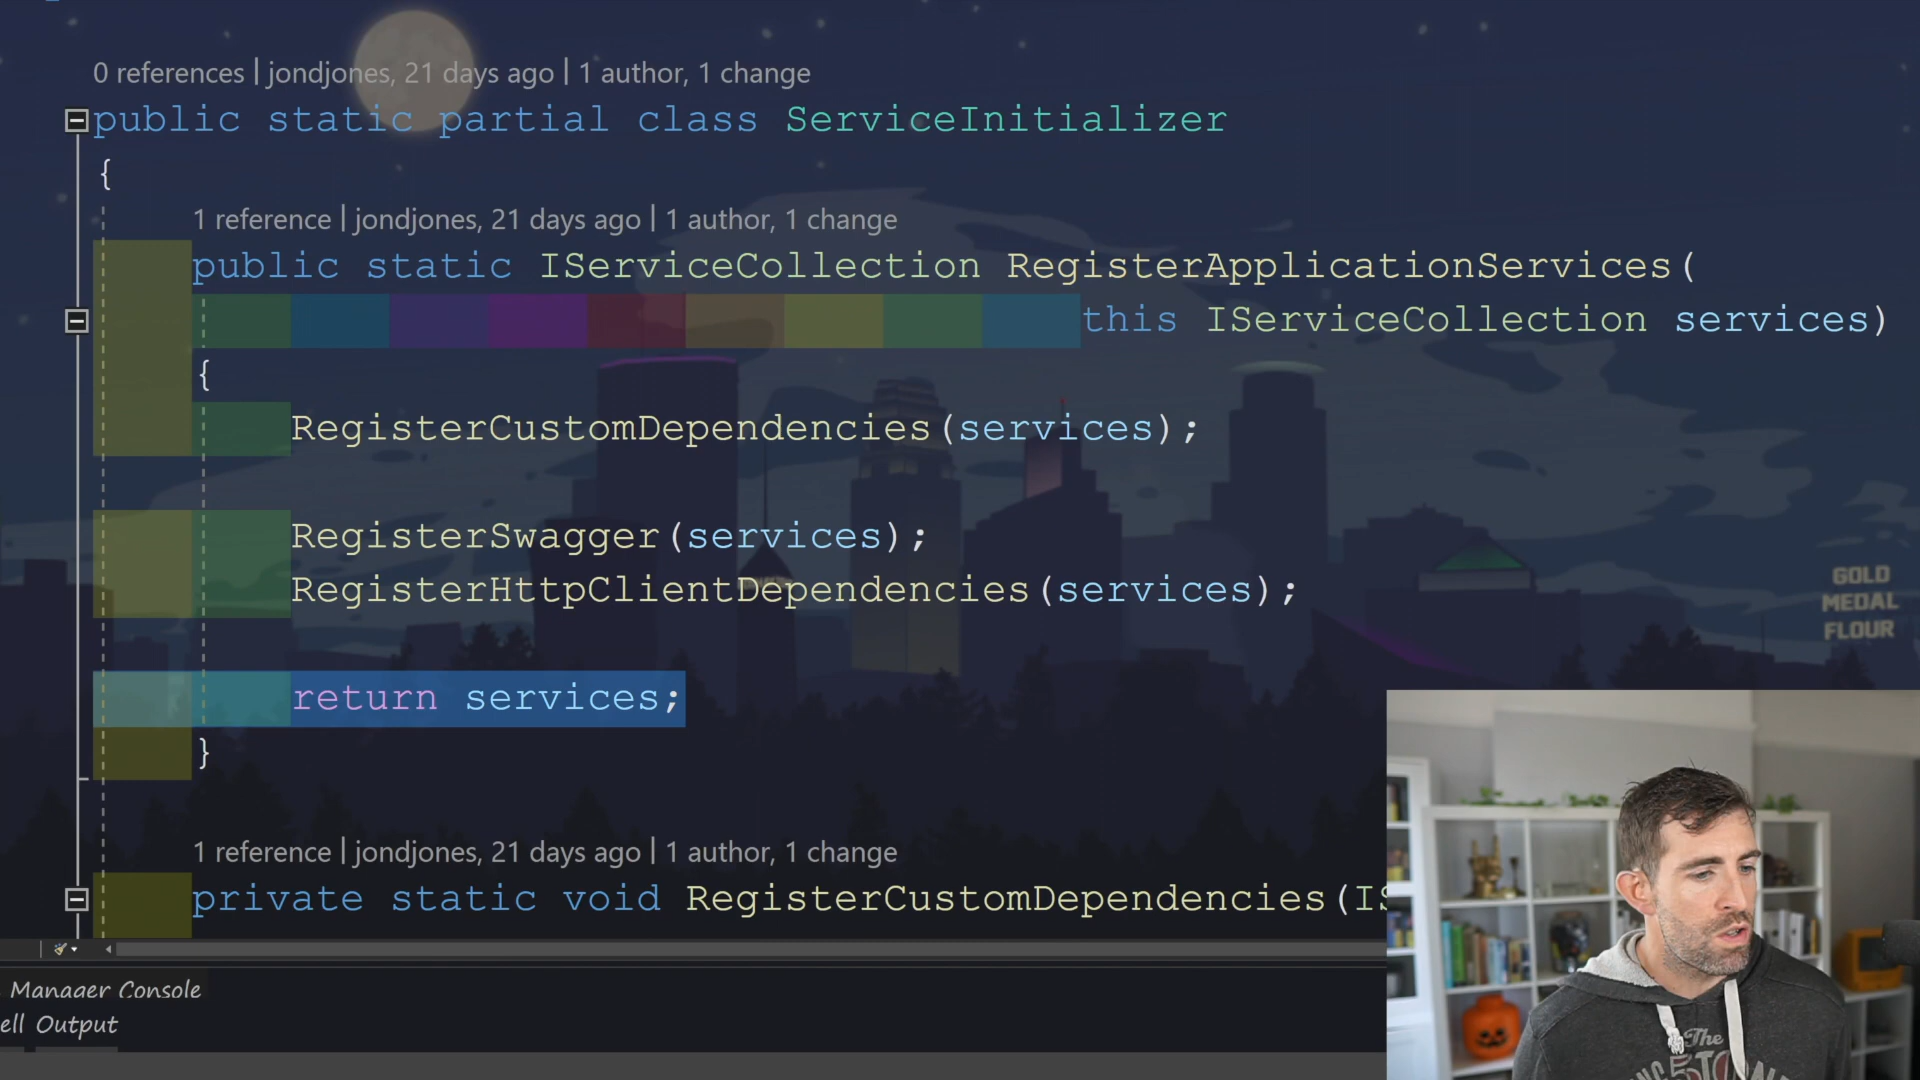 0 references | jondjones, 21 days ago | 1 author, 1 change
public static partial class ServiceInitializer
{
1 reference | jondjones, 21 days ago | 1 author, 1 change
public static IServiceCollection RegisterApplicationServices(
this IServiceCollection services)
{
RegisterCustomDependencies(services);
RegisterSwagger(services);
RegisterHttpClientDependencies(services);
return services;
}
1 reference | jondjones, 21 days ago | 1 author, 1 change
private static void RegisterCustomDependencies(IS
Manager Console
ell Output
GOLD
MEDAL
FLOUR
The